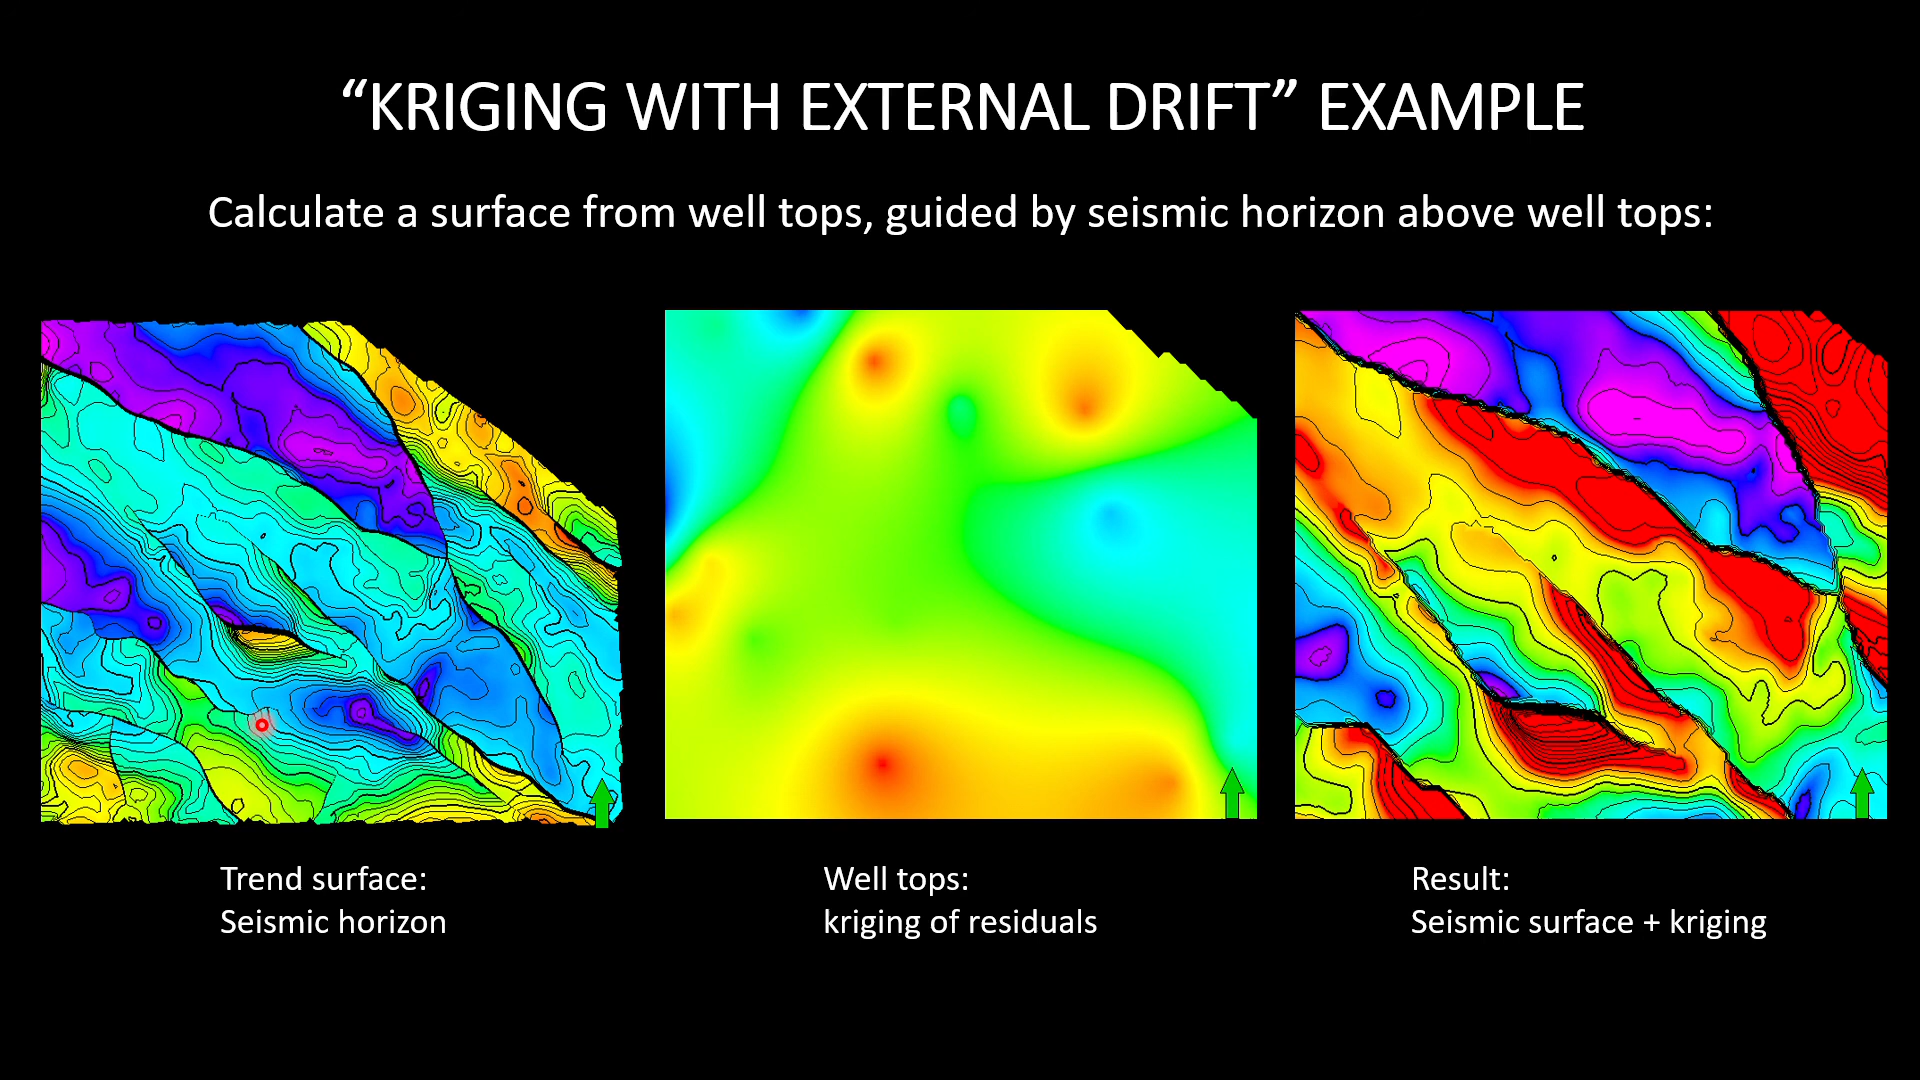 “KRIGING WITH EXTERNAL DRIFT” EXAMPLE
Calculate a surface from well tops, guided by seismic horizon above well tops:
Trend surface:
Seismic horizon
Well tops:
kriging of residuals
Result:
Seismic surface + kriging